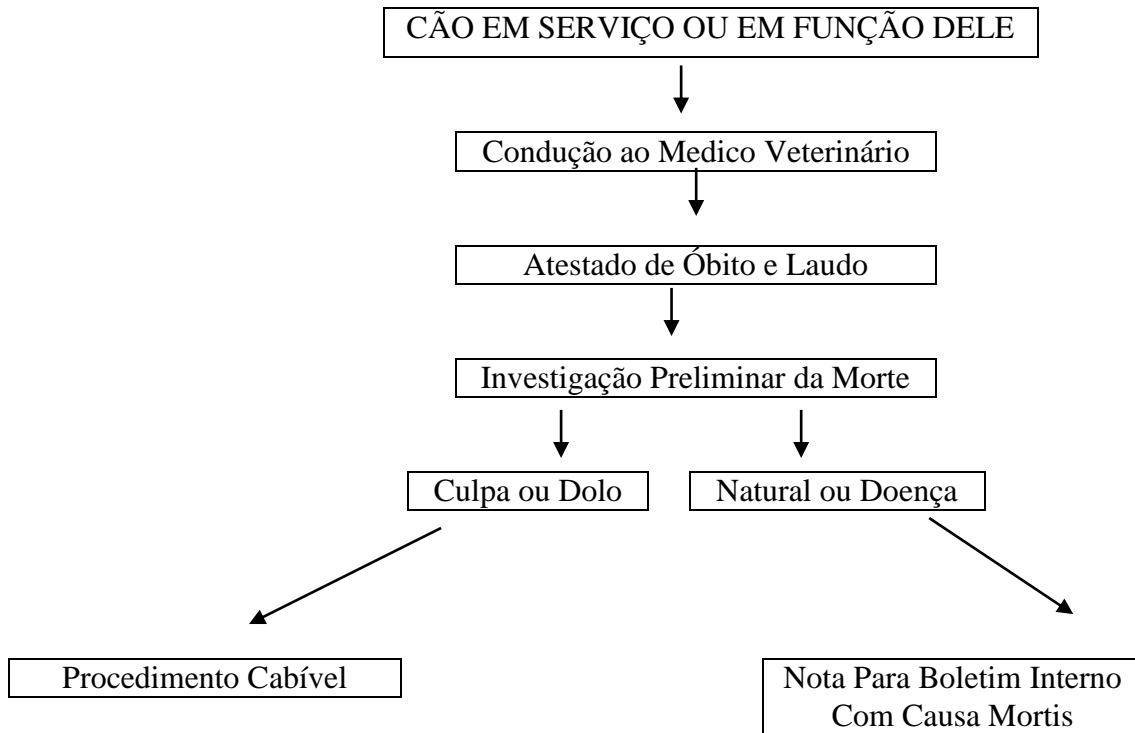 CÃO EM SERVIÇO OU EM FUNÇÃO DELE
Condução ao Medico Veterinário
Atestado de Óbito e Laudo
Investigação Preliminar da Morte
Culpa ou Dolo
Natural ou Doença
Procedimento Cabível
Nota Para Boletim Interno
Com Causa Mortis